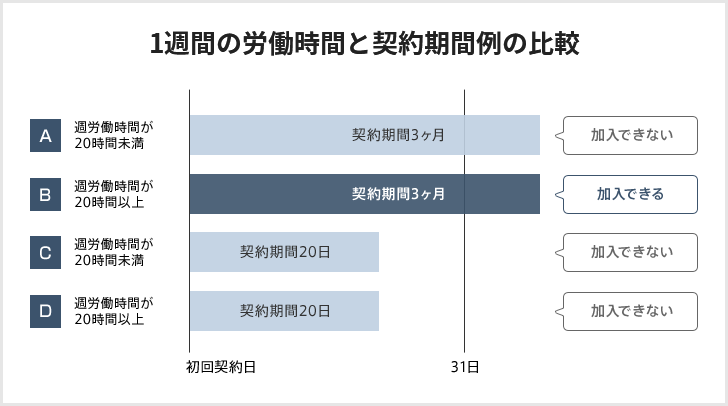 1週間の労働時間と契約期間例の比較
A
週労働時間が
20時間未満
契約期間3ヶ月
加入できない
B
週労働時間が
20時間以上
契約期間3ヶ月
加入できる
C
週労働時間が
20時間未満
契約期間20日
加入できない
D
週労働時間が
20時間以上
契約期間20日
加入できない
初回契約日
31日